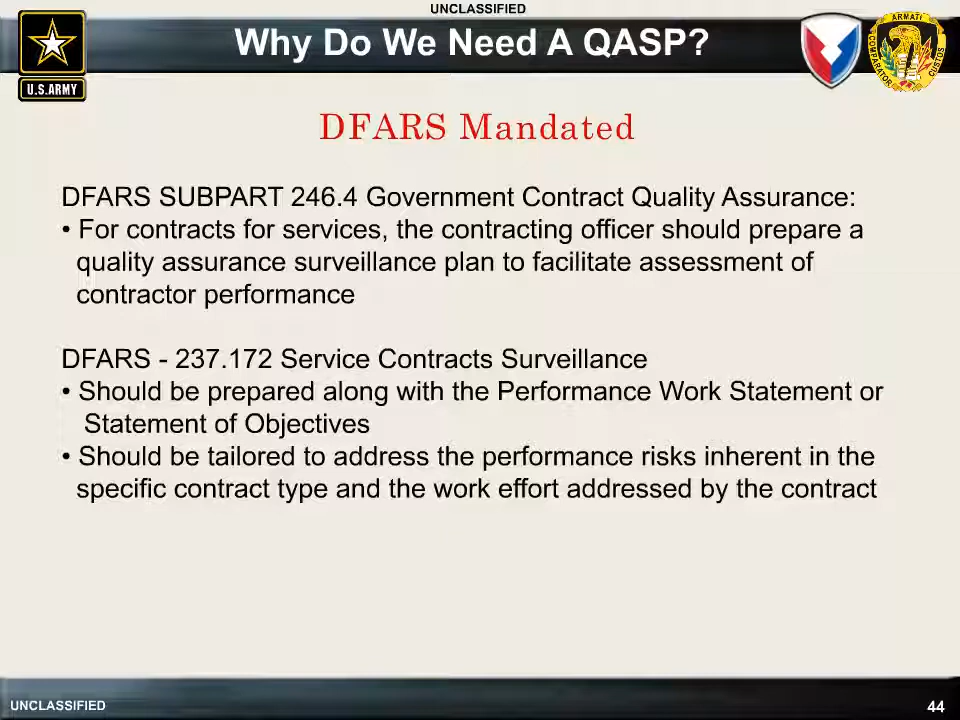 UNCLASSIFIED
Why Do We Need A QASP?
U.S.ARMY
ARMATI
COMPARATOR
CUSTOS
DFARS Mandated
DFARS SUBPART 246.4 Government Contract Quality Assurance:
• For contracts for services, the contracting officer should prepare a
quality assurance surveillance plan to facilitate assessment of
contractor performance
DFARS - 237.172 Service Contracts Surveillance
• Should be prepared along with the Performance Work Statement or
Statement of Objectives
• Should be tailored to address the performance risks inherent in the
specific contract type and the work effort addressed by the contract
UNCLASSIFIED
44